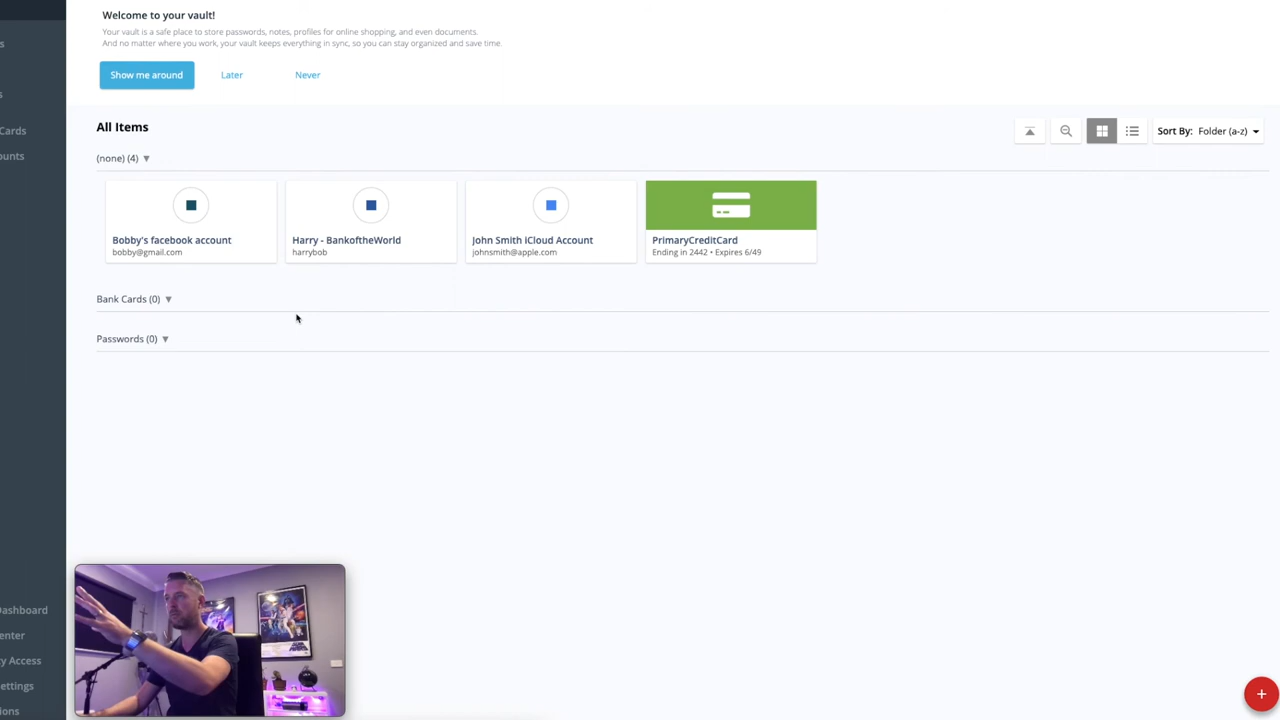 Welcome to your vault!
Your vault is a safe place to store passwords, notes, profiles for online shopping, and even documents.
And no matter where you work, your vault keeps everything in sync, so you can stay organized and save time.
Show me around Later Never
Cards
ounts
All Items
Sort By: Folder (a-z)
(none) (4)
Bobby's facebook account
bobby@gmail.com
Harry - BankoftheWorld
harrybob
John Smith iCloud Account
johnsmith@apple.com
PrimaryCreditCard
Ending in 2442 • Expires 6/49
Bank Cards (0)
Passwords (0)
Dashboard
enter
y Access
ettings
ions